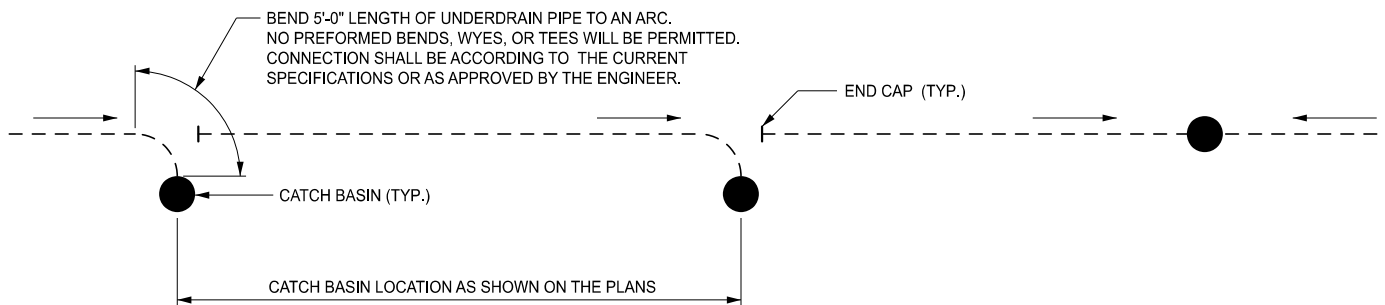 BEND 5'-0" LENGTH OF UNDERDRAIN PIPE TO AN ARC.
NO PREFORMED BENDS, WYES, OR TEES WILL BE PERMITTED.
CONNECTION SHALL BE ACCORDING TO THE CURRENT
SPECIFICATIONS OR AS APPROVED BY THE ENGINEER.
END CAP (TYP.)
CATCH BASIN (TYP.)
CATCH BASIN LOCATION AS SHOWN ON THE PLANS